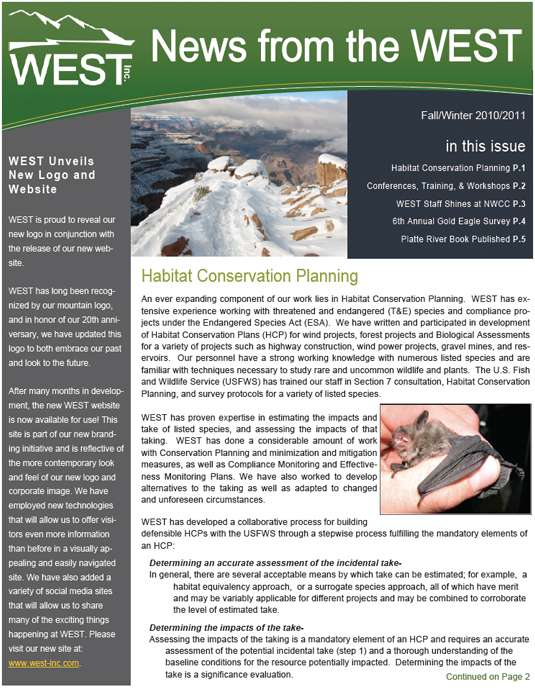 WEST Inc.
News from the WEST
Fall/Winter 2010/2011
in this issue
Habitat Conservation Planning P.1
Conferences, Training, & Workshops P.2
WEST Staff Shines at NWCC P.3
6th Annual Gold Eagle Survey P.4
Platte River Book Published P.5
WEST Unveils
New Logo and
Website
WEST is proud to reveal our
new logo in conjunction with
the release of our new web-
site.
WEST has long been recog-
nized by our mountain logo,
and in honor of our 20th anni-
versary, we have updated this
logo to both embrace our past
and look to the future.
After many months in develop-
ment, the new WEST website
is now available for use! This
site is part of our new brand-
ing initiative and is reflective of
the more contemporary look
and feel of our new logo and
corporate image. We have
employed new technologies
that will allow us to offer visi-
tors even more information
than before in a visually ap-
pealing and easily navigated
site. We have also added a
variety of social media sites
that will allow us to share
many of the exciting things
happening at WEST. Please
visit our new site at:
www.west-inc.com.
Habitat Conservation Planning
An ever expanding component of our work lies in Habitat Conservation Planning. WEST has ex-
tensive experience working with threatened and endangered (T&E) species and compliance pro-
jects under the Endangered Species Act (ESA). We have written and participated in development
of Habitat Conservation Plans (HCP) for wind projects, forest projects and Biological Assessments
for a variety of projects such as highway construction, wind power projects, gravel mines, and res-
ervoirs. Our personnel have a strong working knowledge with numerous listed species and are
familiar with techniques necessary to study rare and uncommon wildlife and plants. The U.S. Fish
and Wildlife Service (USFWS) has trained our staff in Section 7 consultation, Habitat Conservation
Planning, and survey protocols for a variety of listed species.
WEST has proven expertise in estimating the impacts and
take of listed species, and assessing the impacts of that
taking. WEST has done a considerable amount of work
with Conservation Planning and minimization and mitigation
measures, as well as Compliance Monitoring and Effective-
ness Monitoring Plans. We have also worked to develop
alternatives to the taking as well as adapted to changed
and unforeseen circumstances.
WEST has developed a collaborative process for building
defensible HCPs with the USFWS through a stepwise process fulfilling the mandatory elements of
an HCP:
Determining an accurate assessment of the incidental take-
In general, there are several acceptable means by which take can be estimated; for example, a
habitat equivalency approach, or a surrogate species approach, all of which have merit
and may be variably applicable for different projects and may be combined to corroborate
the level of estimated take.
Determining the impacts of the take-
Assessing the impacts of the taking is a mandatory element of an HCP and requires an accurate
assessment of the potential incidental take (step 1) and a thorough understanding of the
baseline conditions for the resource potentially impacted. Determining the impacts of the
take is a significance evaluation.
Continued on Page 2